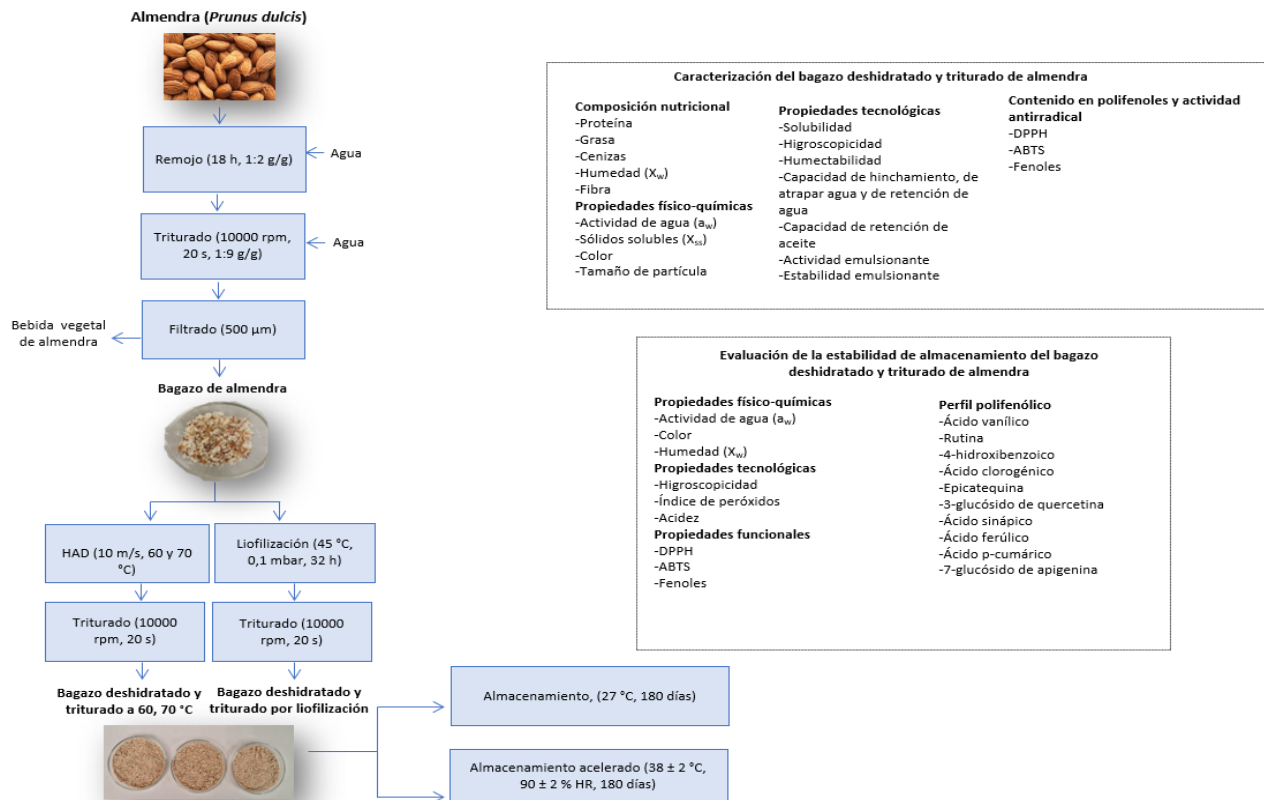 Almendra (Prunus dulcis)
Remojo (18 h, 1:2 g/g)
Agua
Triturado (10000 rpm,
20 s, 1:9 g/g)
Agua
Filtrado (500 µm)
Bebida vegetal
de almendra
Bagazo de almendra
HAD (10 m/s, 60 y 70
°C)
Liofilización (45 °C,
0,1 mbar, 32 h)
Triturado (10000
rpm, 20 s)
Triturado (10000
rpm, 20 s)
Bagazo deshidratado y
triturado a 60, 70 °C
Bagazo deshidratado y
triturado por liofilización
Almacenamiento, (27 °C, 180 días)
Almacenamiento acelerado (38 ± 2 °C,
90 ± 2 % HR, 180 días)
Caracterización del bagazo deshidratado y triturado de almendra
Composición nutricional
-Proteína
-Grasa
-Cenizas
-Humedad (Xw)
-Fibra
Propiedades físico-químicas
-Actividad de agua (aw)
-Sólidos solubles (Xss)
-Color
-Tamaño de partícula
Propiedades tecnológicas
-Solubilidad
-Higroscopicidad
-Humectabilidad
-Capacidad de hinchamiento, de
atrapar agua y de retención de
agua
-Capacidad de retención de
aceite
-Actividad emulsionante
-Estabilidad emulsionante
Contenido en polifenoles y actividad
antirradical
-DPPH
-ABTS
-Fenoles
Evaluación de la estabilidad de almacenamiento del bagazo
deshidratado y triturado de almendra
Propiedades físico-químicas
-Actividad de agua (aw)
-Color
-Humedad (Xw)
Propiedades tecnológicas
-Higroscopicidad
-Índice de peróxidos
-Acidez
Propiedades funcionales
-DPPH
-ABTS
-Fenoles
Perfil polifenólico
-Ácido vanílico
-Rutina
-4-hidroxibenzoico
-Ácido clorogénico
-Epicatequina
-3-glucósido de quercetina
-Ácido sinápico
-Ácido ferúlico
-Ácido p-cumárico
-7-glucósido de apigenina